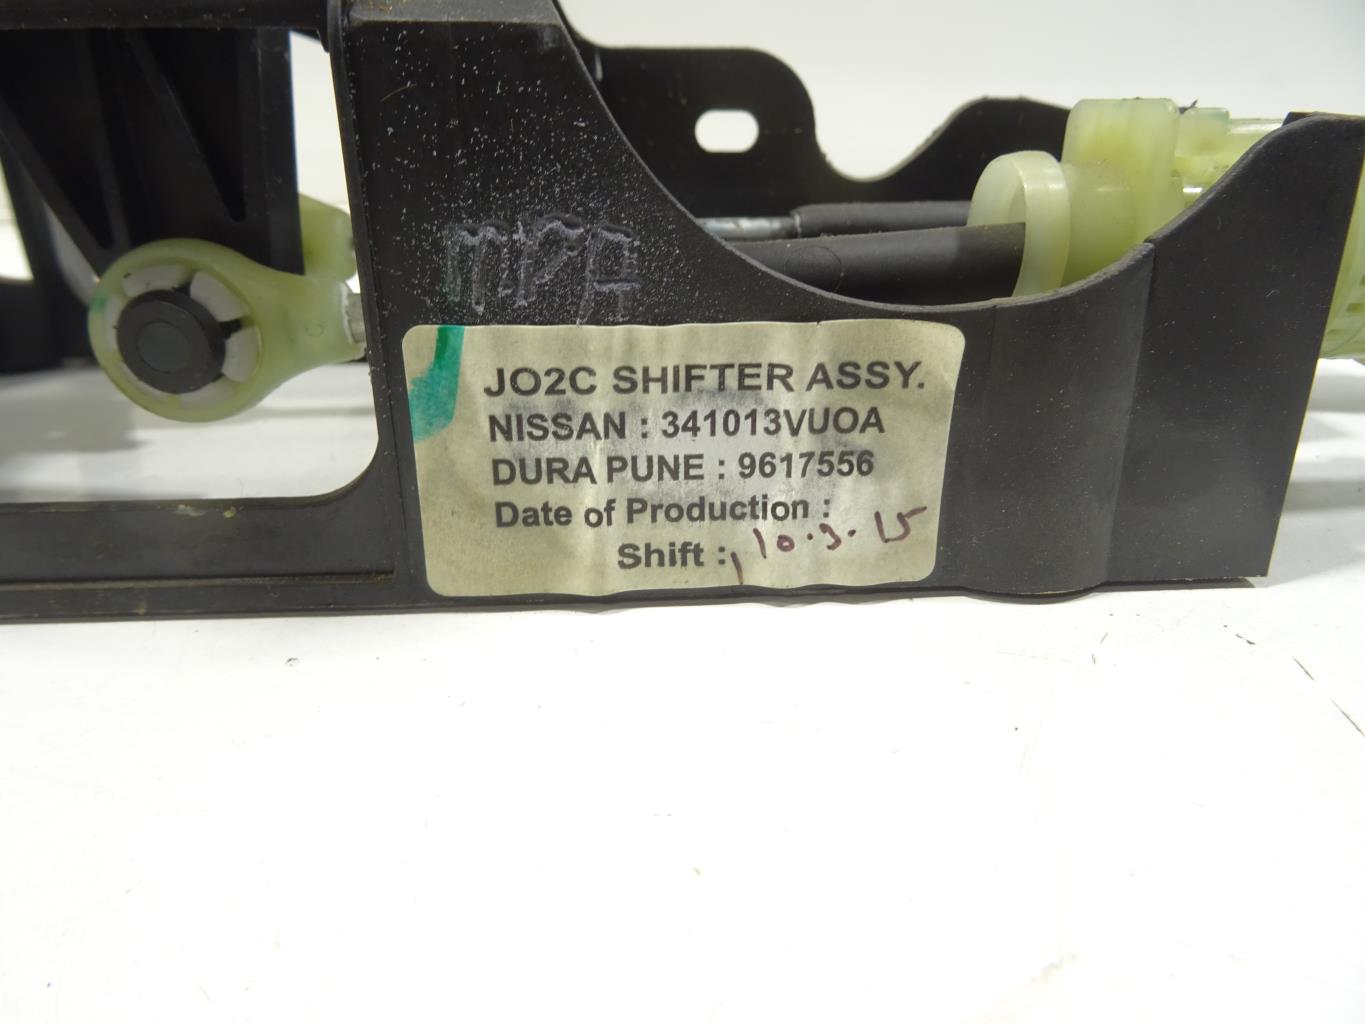 MPA
JO2C SHIFTER ASSY.
NISSAN : 341013VUOA
DURA PUNE : 9617556
Date of Production :
10.3.15
Shift :